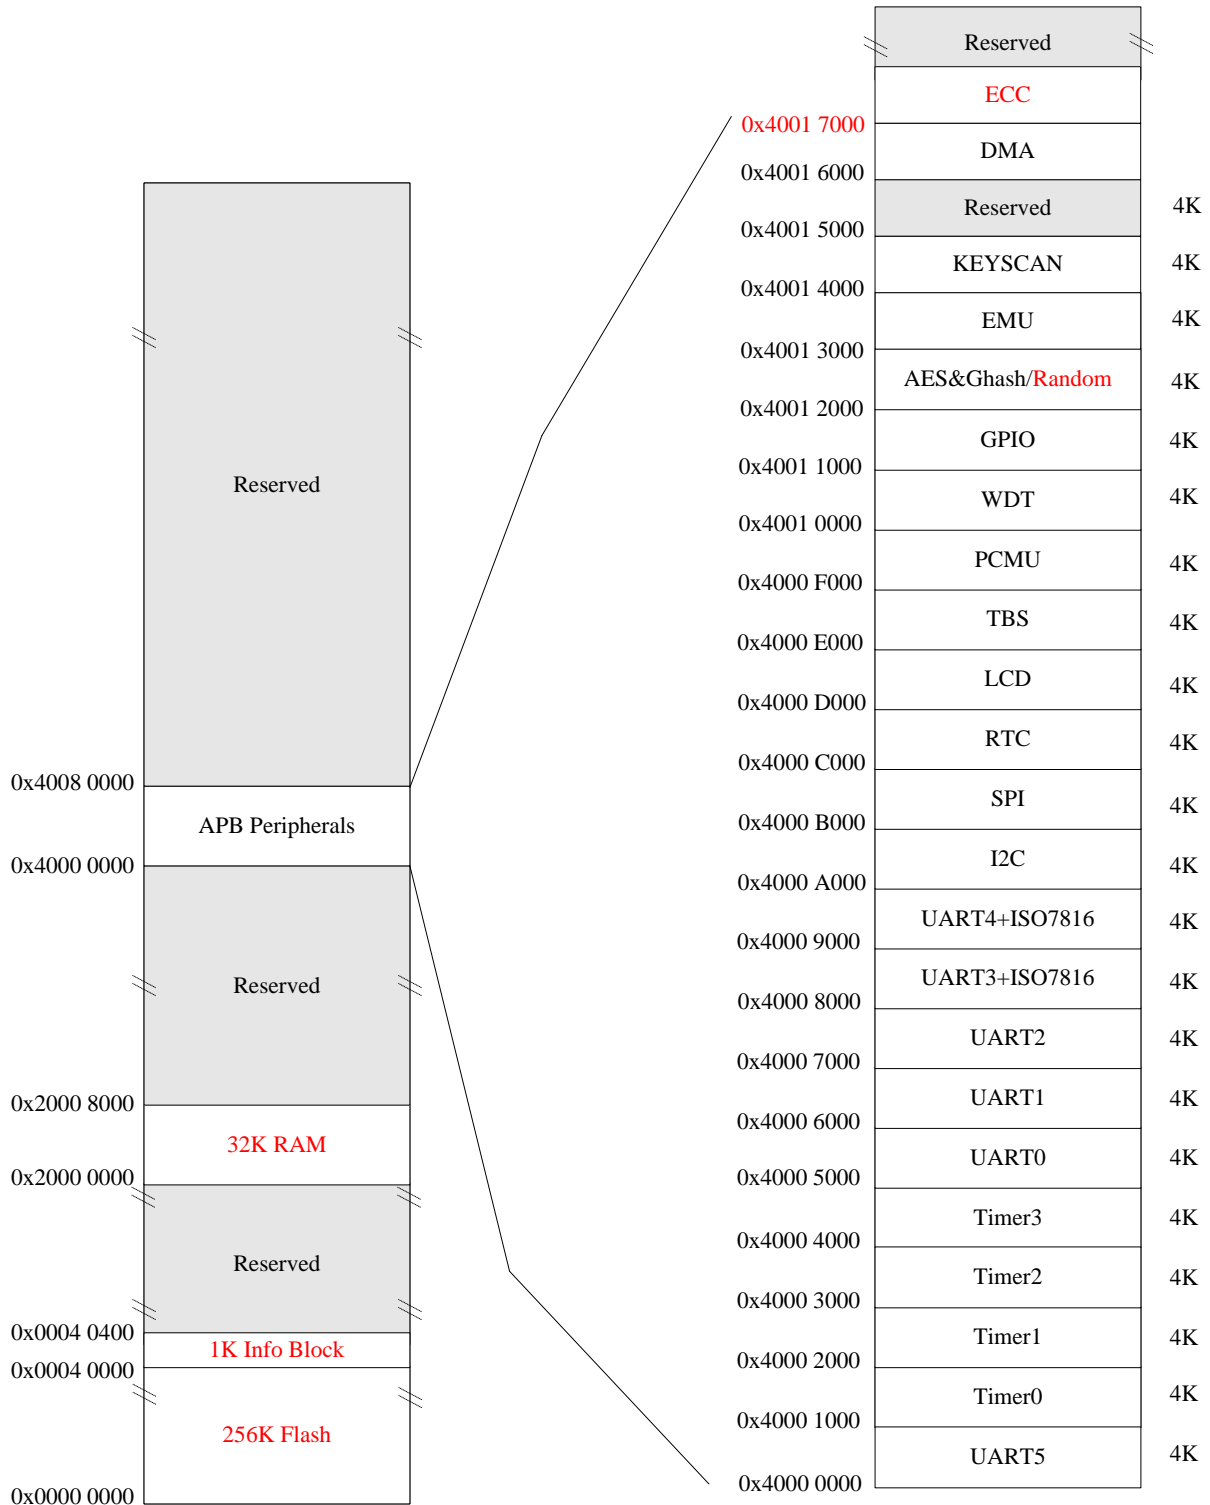 Reserved
0x4008 0000
APB Peripherals
0x4000 0000
Reserved
0x2000 8000
32K RAM
0x2000 0000
Reserved
0x0004 0400
1K Info Block
0x0004 0000
256K Flash
0x0000 0000
Reserved
ECC
0x4001 7000
DMA
0x4001 6000
Reserved 4K
0x4001 5000
KEYSCAN 4K
0x4001 4000
EMU 4K
0x4001 3000
AES&Ghash/Random 4K
0x4001 2000
GPIO 4K
0x4001 1000
WDT 4K
0x4001 0000
PCMU 4K
0x4000 F000
TBS 4K
0x4000 E000
LCD 4K
0x4000 D000
RTC 4K
0x4000 C000
SPI 4K
0x4000 B000
I2C 4K
0x4000 A000
UART4+ISO7816 4K
0x4000 9000
UART3+ISO7816 4K
0x4000 8000
UART2 4K
0x4000 7000
UART1 4K
0x4000 6000
UART0 4K
0x4000 5000
Timer3 4K
0x4000 4000
Timer2 4K
0x4000 3000
Timer1 4K
0x4000 2000
Timer0 4K
0x4000 1000
UART5 4K
0x4000 0000